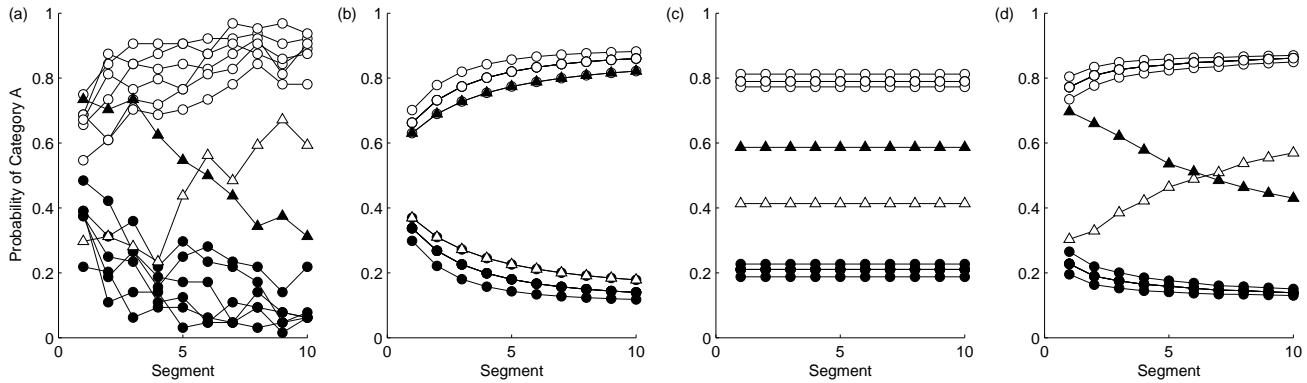 (a) (b) (c) (d)
Probability of Category A
1 1 1 1
0.8 0.8 0.8 0.8
0.6 0.6 0.6 0.6
0.4 0.4 0.4 0.4
0.2 0.2 0.2 0.2
0 0 0 0
0 5 10 0 5 10 0 5 10 0 5 10
Segment Segment Segment Segment